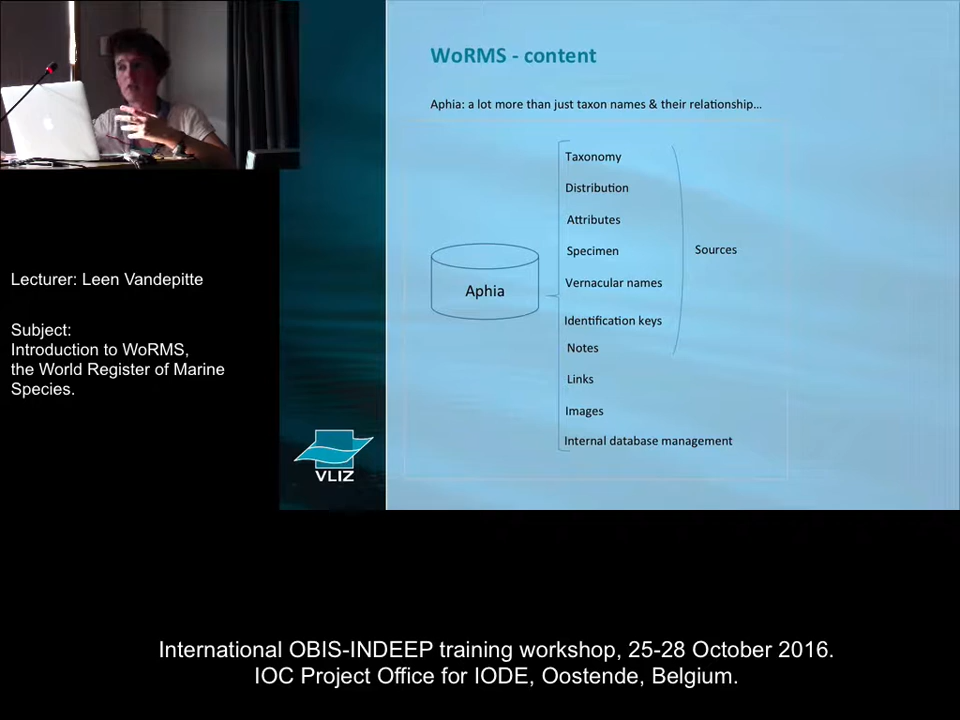 WoRMS - content
Aphia: a lot more than just taxon names & their relationship...
Taxonomy
Distribution
Attributes
Specimen
Vernacular names
Identification keys
Notes
Links
Images
Internal database management
Sources
Aphia
Lecturer: Leen Vandepitte
Subject:
Introduction to WoRMS,
the World Register of Marine
Species.
VLIZ
International OBIS-INDEEP training workshop, 25-28 October 2016.
IOC Project Office for IODE, Oostende, Belgium.